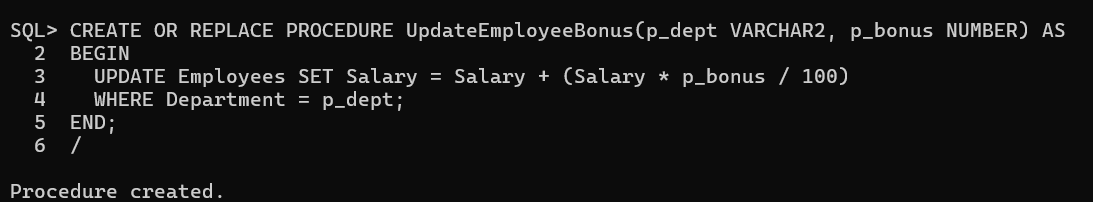 SQL> CREATE OR REPLACE PROCEDURE UpdateEmployeeBonus(p_dept VARCHAR2, p_bonus NUMBER) AS
  2  BEGIN
  3    UPDATE Employees SET Salary = Salary + (Salary * p_bonus / 100)
  4    WHERE Department = p_dept;
  5  END;
  6  /

Procedure created.